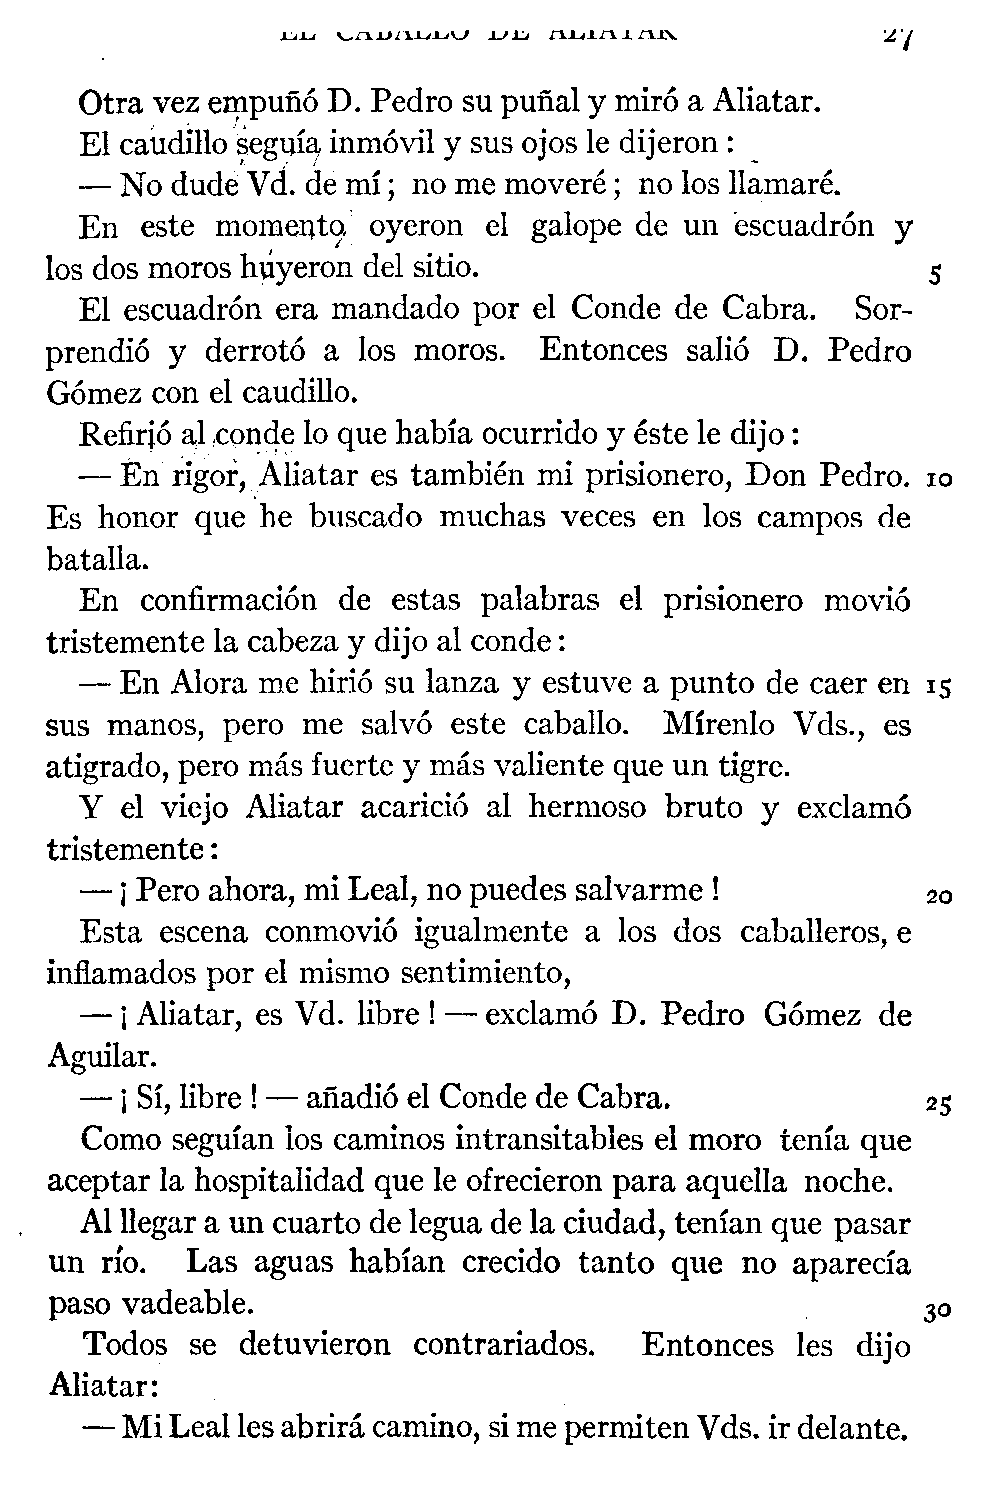 EL CABALLO DE ALIATAR 27
Otra vez empuñó D. Pedro su puñal y miró a Aliatar.
El caudillo seguía inmóvil y sus ojos le dijeron :
— No dude Vd. de mí ; no me moveré ; no los llamaré.
En este momento oyeron el galope de un escuadrón y
los dos moros huyeron del sitio. 5
El escuadrón era mandado por el Conde de Cabra. Sor-
prendió y derrotó a los moros. Entonces salió D. Pedro
Gómez con el caudillo.
Refirió al conde lo que había ocurrido y éste le dijo :
— En rigor, Aliatar es también mi prisionero, Don Pedro. 10
Es honor que he buscado muchas veces en los campos de
batalla.
En confirmación de estas palabras el prisionero movió
tristemente la cabeza y dijo al conde :
— En Alora me hirió su lanza y estuve a punto de caer en 15
sus manos, pero me salvó este caballo. Mírenlo Vds., es
atigrado, pero más fuerte y más valiente que un tigre.
Y el viejo Aliatar acarició al hermoso bruto y exclamó
tristemente :
— ¡ Pero ahora, mi Leal, no puedes salvarme ! 20
Esta escena conmovió igualmente a los dos caballeros, e
inflamados por el mismo sentimiento,
— ¡ Aliatar, es Vd. libre ! — exclamó D. Pedro Gómez de
Aguilar.
— ¡ Sí, libre ! — añadió el Conde de Cabra. 25
Como seguían los caminos intransitables el moro tenía que
aceptar la hospitalidad que le ofrecieron para aquella noche.
Al llegar a un cuarto de legua de la ciudad, tenían que pasar
un río. Las aguas habían crecido tanto que no aparecía
paso vadeable. 30
Todos se detuvieron contrariados. Entonces les dijo
Aliatar:
— Mi Leal les abrirá camino, si me permiten Vds. ir delante.